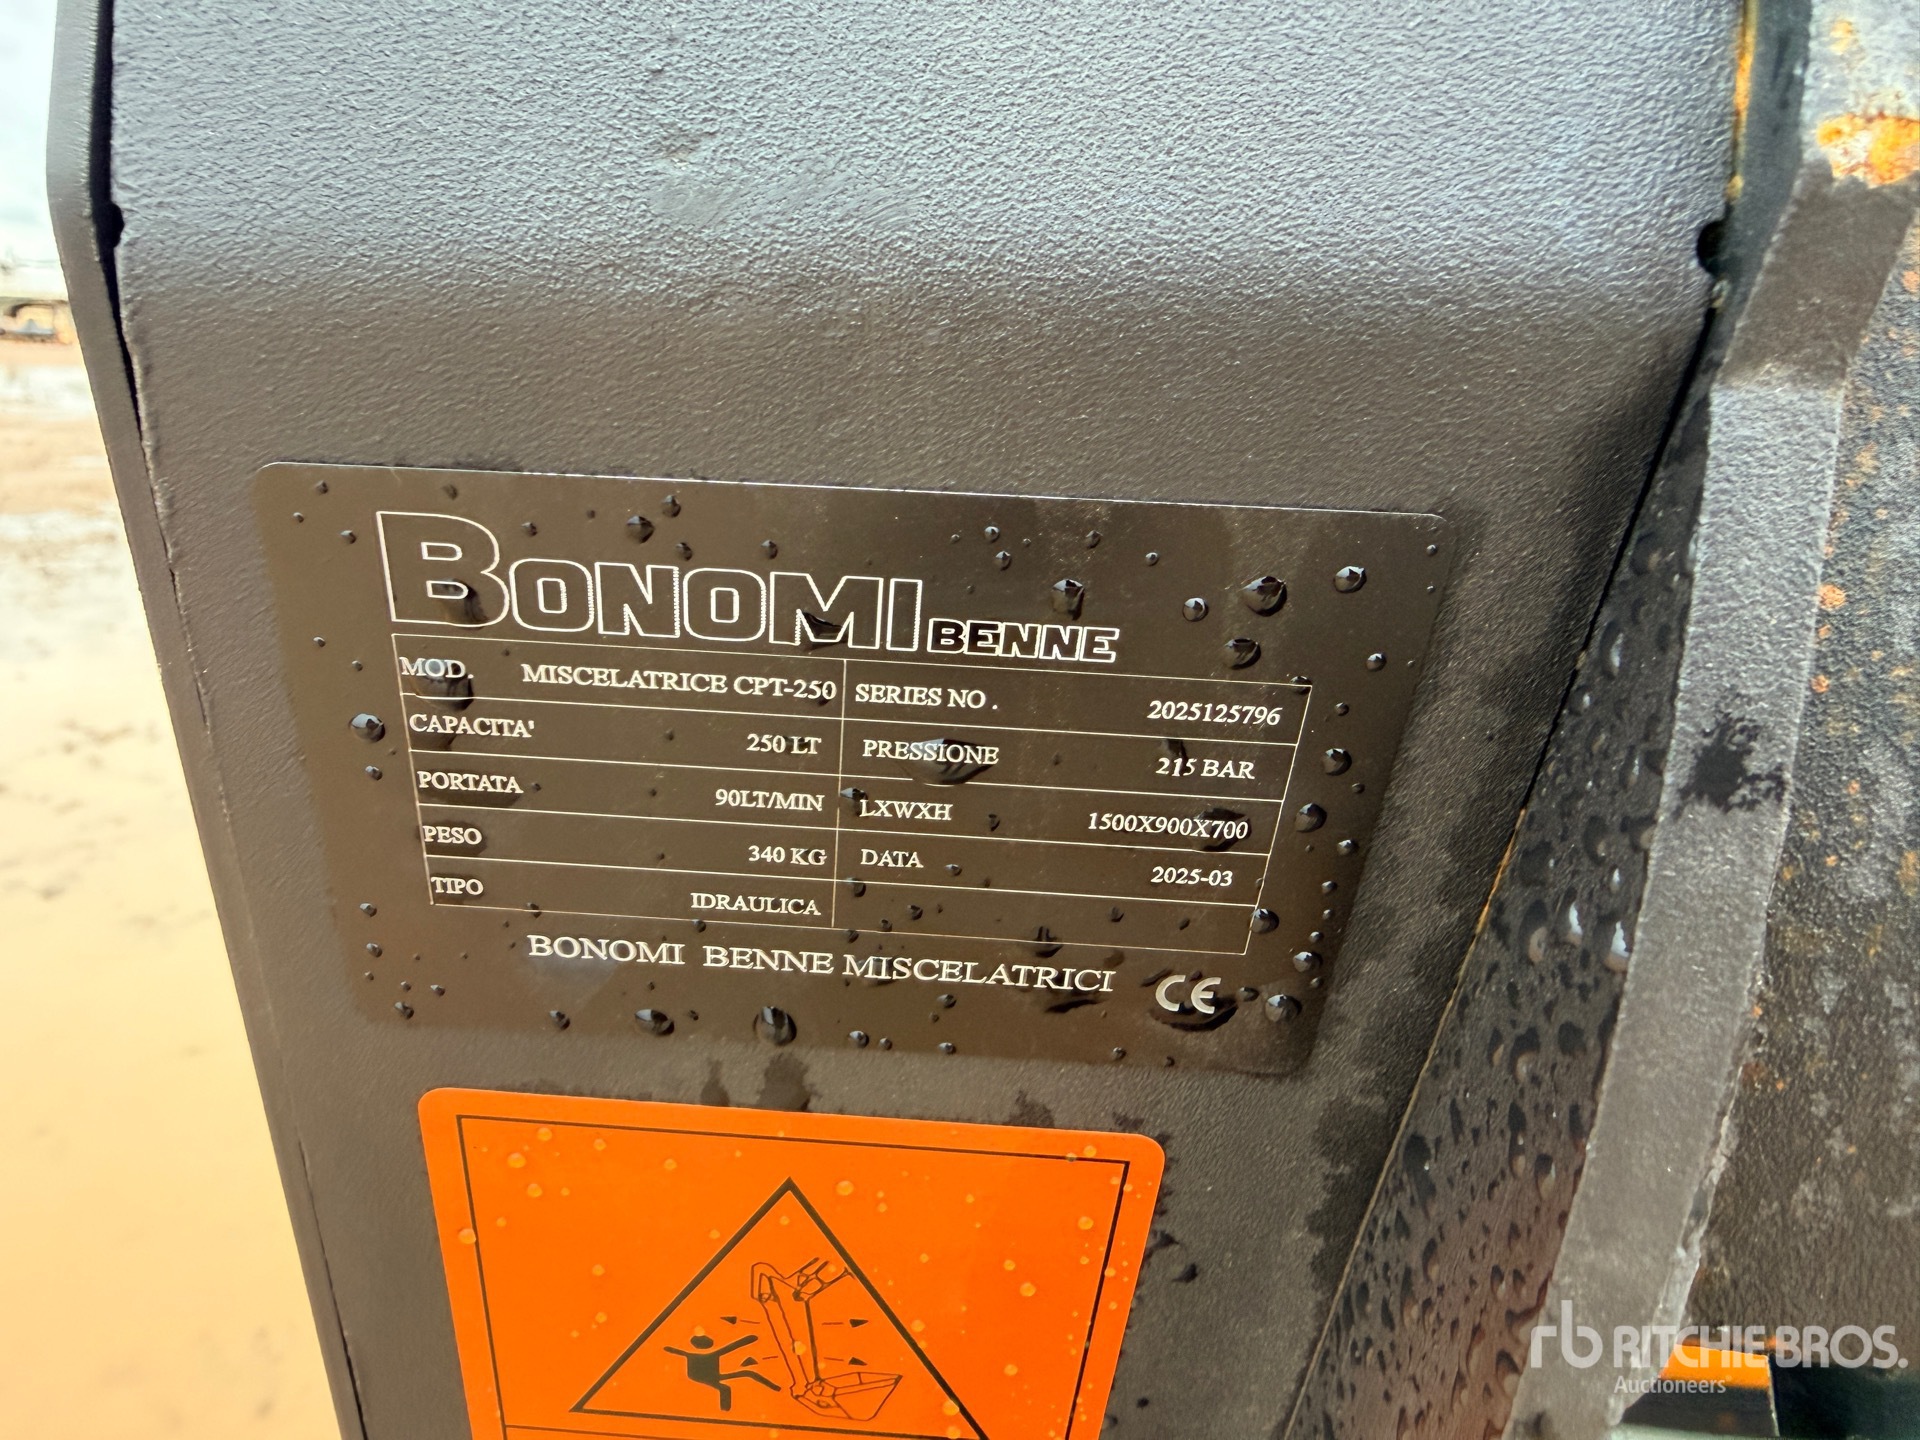 BONOMI BENNE
MOD. MISCELATRICE CPT-250 SERIES NO . 2025125796
CAPACITA' 250 LT PRESSIONE 215 BAR
PORTATA 90LT/MIN LXWXH 1500X900X700
PESO 340 KG DATA 2025-03
TIPO IDRAULICA
BONOMI BENNE MISCELATRICI CE
rb RITCHIE BROS.
Auctioneers